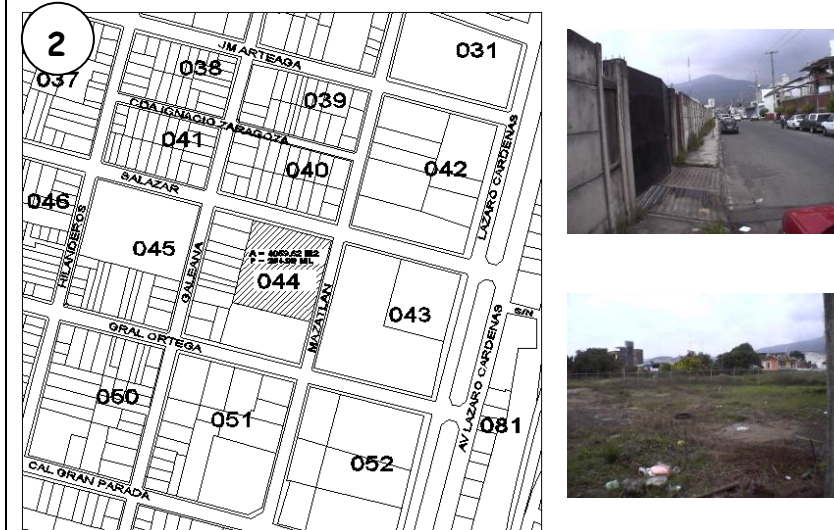 2
JM ARTEAGA
031
037
038
039
CDA IGNACIO ZARAGOZA
041
040
042
LAZARO CARDENAS
SALAZAR
046
HILANDEROS
045
GALEANA
044
MAZATLAN
043
S/N
GRAL ORTEGA
AV LAZARO CARDENAS
050
051
081
052
CAL GRAN PARADA